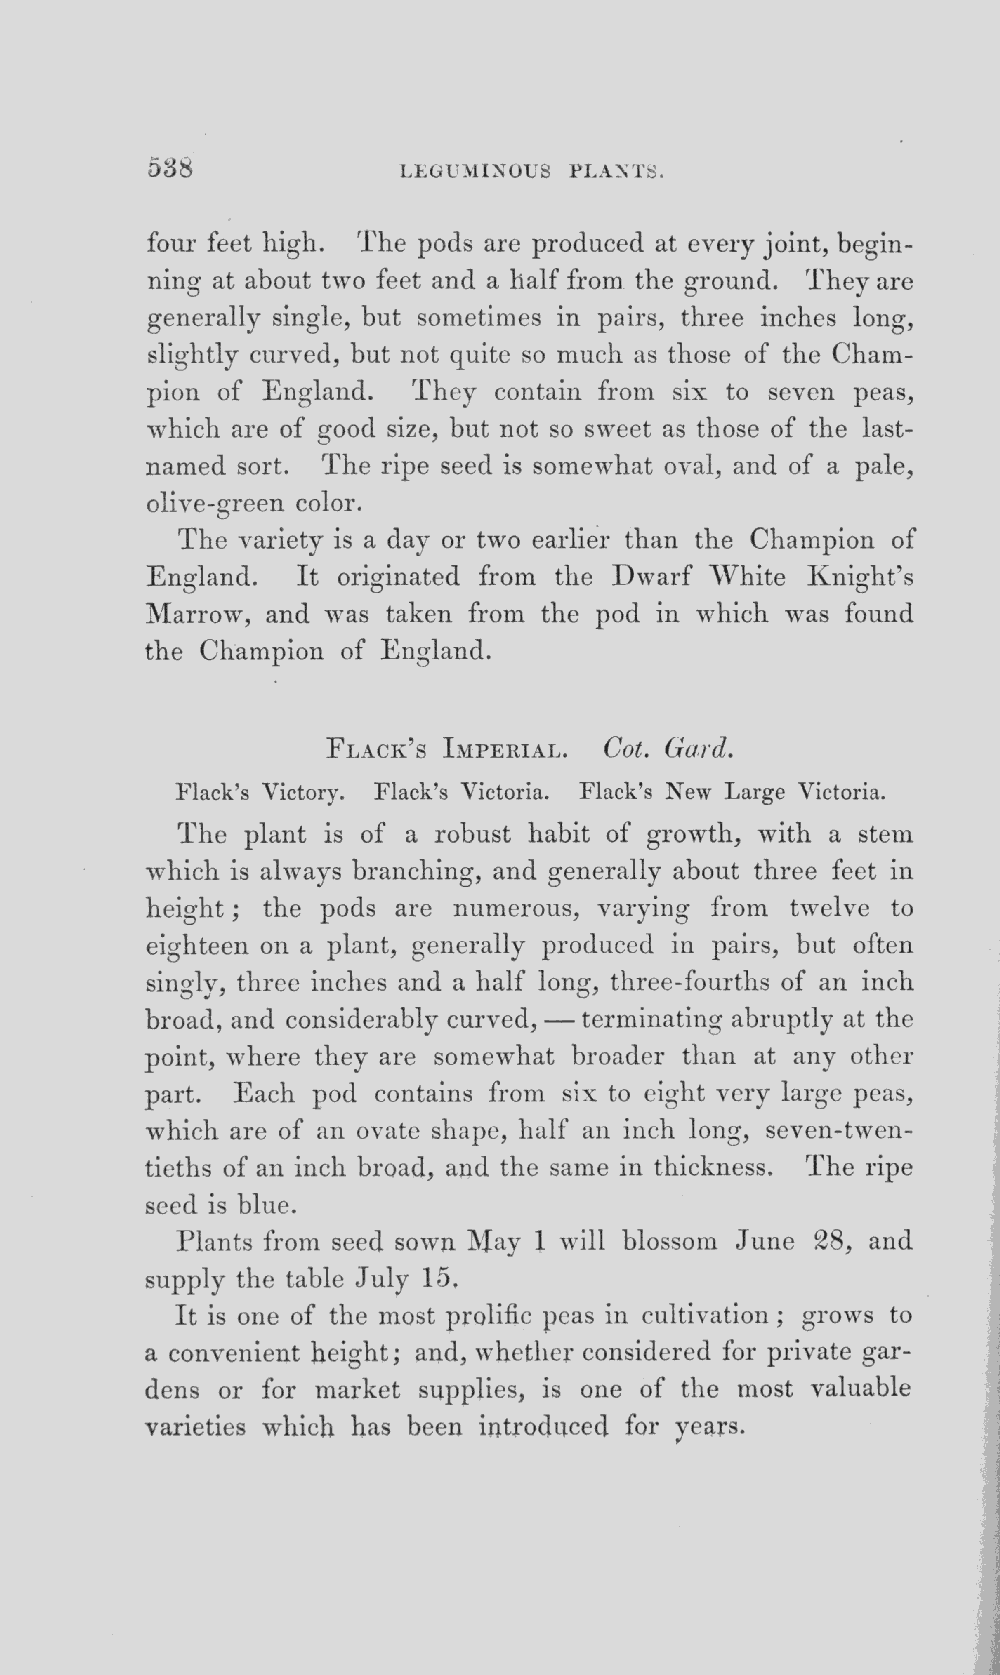 538 LEGUMINOUS PLANTS.
four feet high. The pods are produced at every joint, begin-
ning at about two feet and a half from the ground. They are
generally single, but sometimes in pairs, three inches long,
slightly curved, but not quite so much as those of the Cham-
pion of England. They contain from six to seven peas,
which are of good size, but not so sweet as those of the last-
named sort. The ripe seed is somewhat oval, and of a pale,
olive-green color.
The variety is a day or two earlier than the Champion of
England. It originated from the Dwarf White Knight's
Marrow, and was taken from the pod in which was found
the Champion of England.
FLACK'S IMPERIAL. Cot. Gard.
Flack's Victory. Flack's Victoria. Flack's New Large Victoria.
The plant is of a robust habit of growth, with a stem
which is always branching, and generally about three feet in
height; the pods are numerous, varying from twelve to
eighteen on a plant, generally produced in pairs, but often
singly, three inches and a half long, three-fourths of an inch
broad, and considerably curved, — terminating abruptly at the
point, where they are somewhat broader than at any other
part. Each pod contains from six to eight very large peas,
which are of an ovate shape, half an inch long, seven-twen-
tieths of an inch broad, and the same in thickness. The ripe
seed is blue.
Plants from seed sown May 1 will blossom June 28, and
supply the table July 15.
It is one of the most prolific peas in cultivation; grows to
a convenient height; and, whether considered for private gar-
dens or for market supplies, is one of the most valuable
varieties which has been introduced for years.